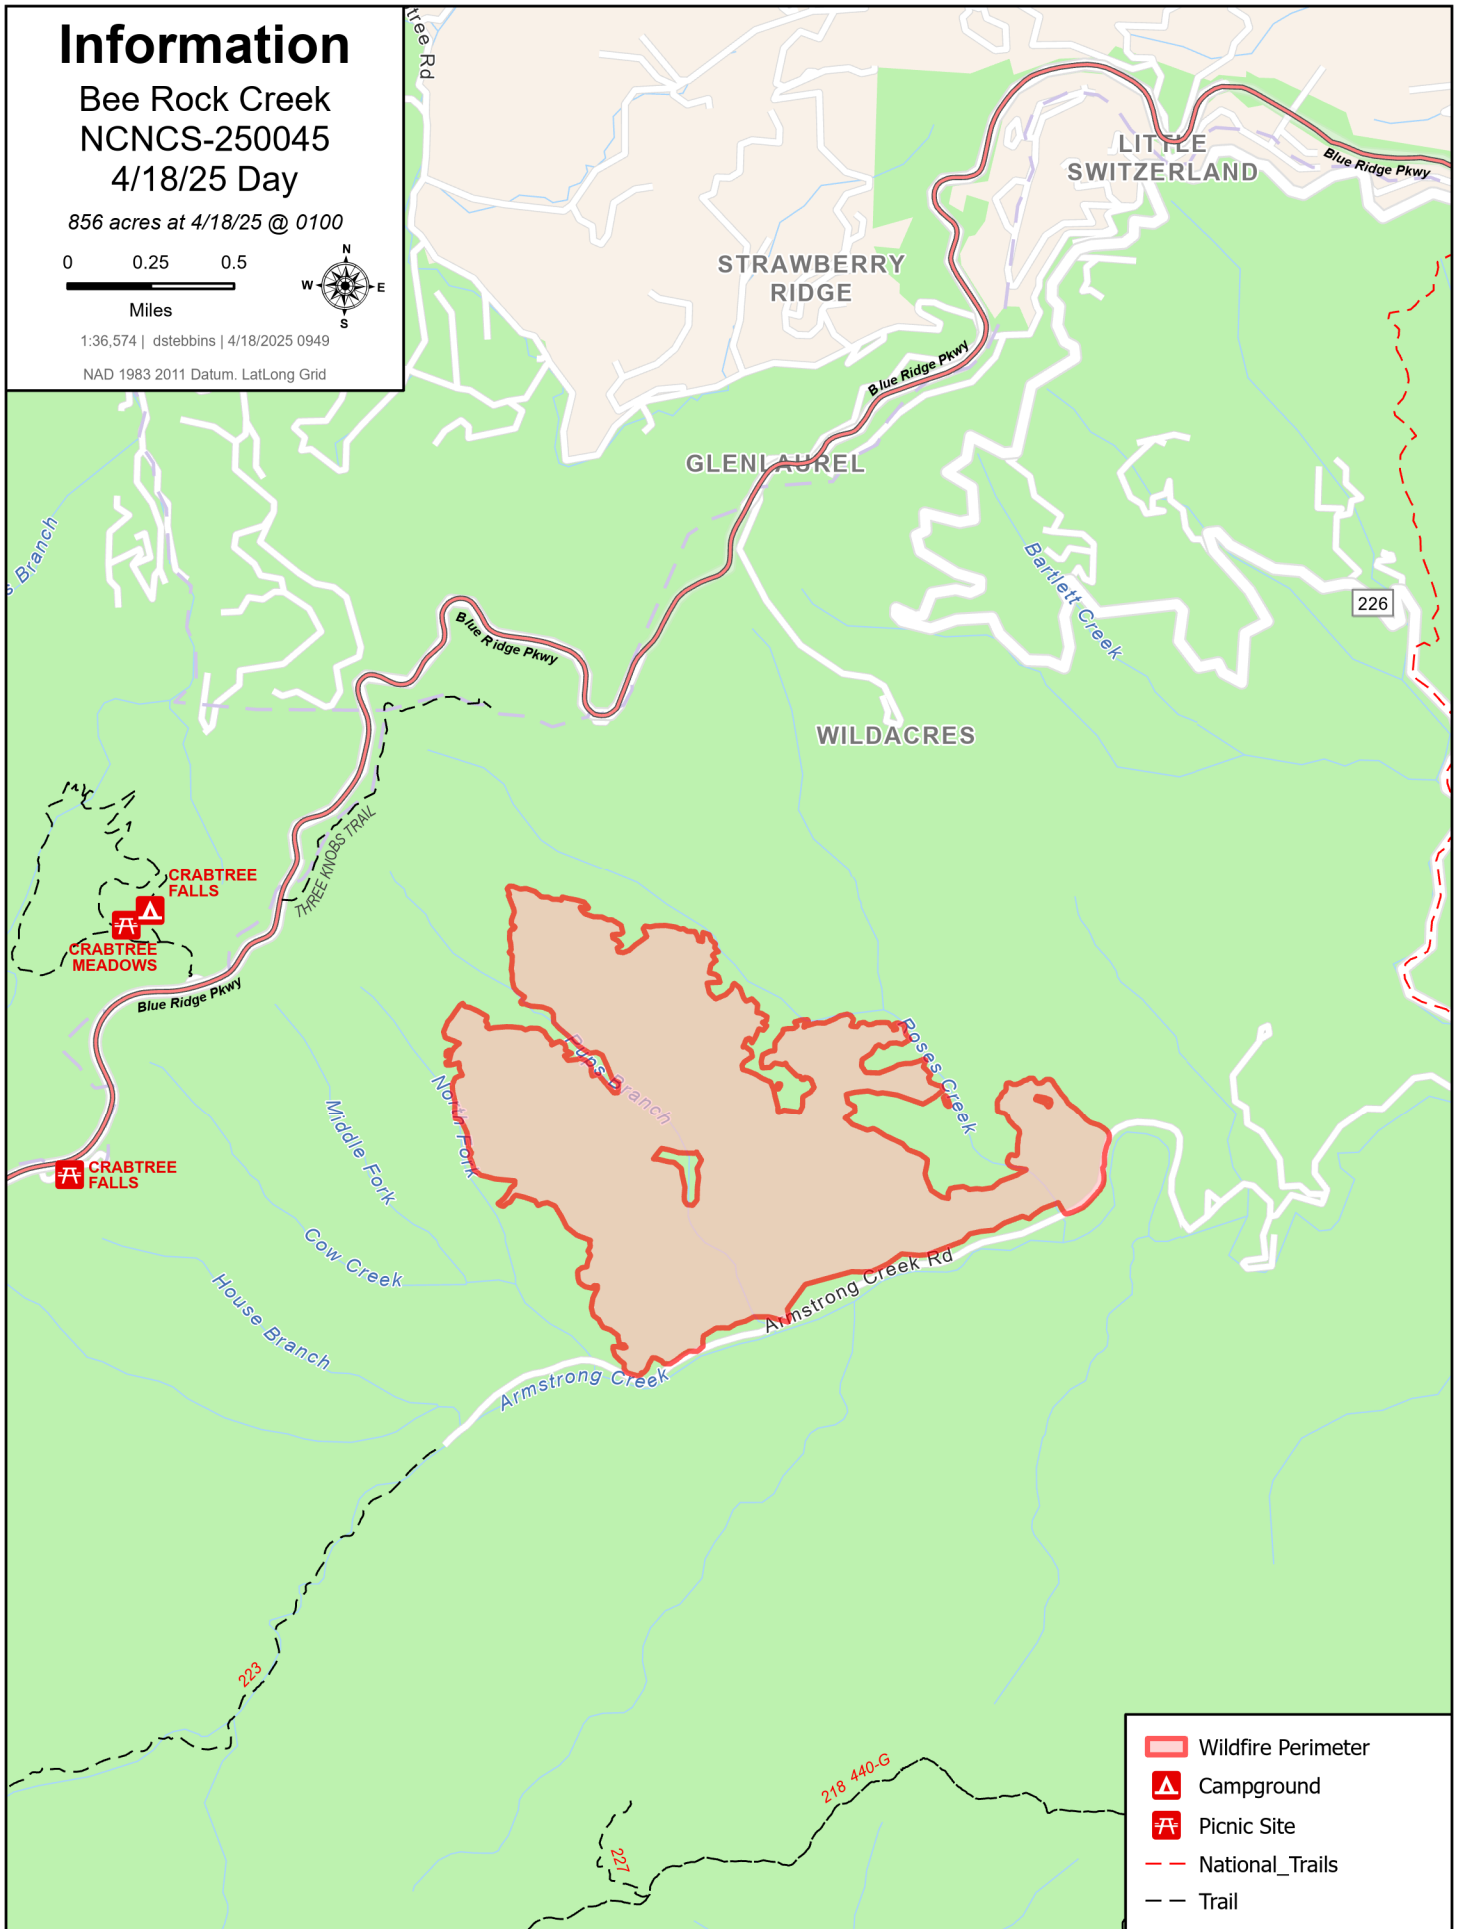 Information
Bee Rock Creek
NCNCS-250045
4/18/25 Day
856 acres at 4/18/25 @ 0100
0 0.25 0.5
Miles
N
W E
S
1:36,574 | dstebbins | 4/18/2025 0949
NAD 1983 2011 Datum. LatLong Grid
tree Rd
LITTLE
SWITZERLAND
Blue Ridge Pkwy
STRAWBERRY
RIDGE
Blue Ridge Pkwy
GLENLAUREL
s Branch
Bartlett Creek
226
Blue Ridge Pkwy
WILDACRES
THREE KNOBS TRAIL
CRABTREE
FALLS
CRABTREE
MEADOWS
Blue Ridge Pkwy
Pups Branch
Roses Creek
North Fork
Middle Fork
CRABTREE
FALLS
Cow Creek
House Branch
Armstrong Creek Rd
Armstrong Creek
223
218 440-G
227
Wildfire Perimeter
Campground
Picnic Site
National_Trails
Trail